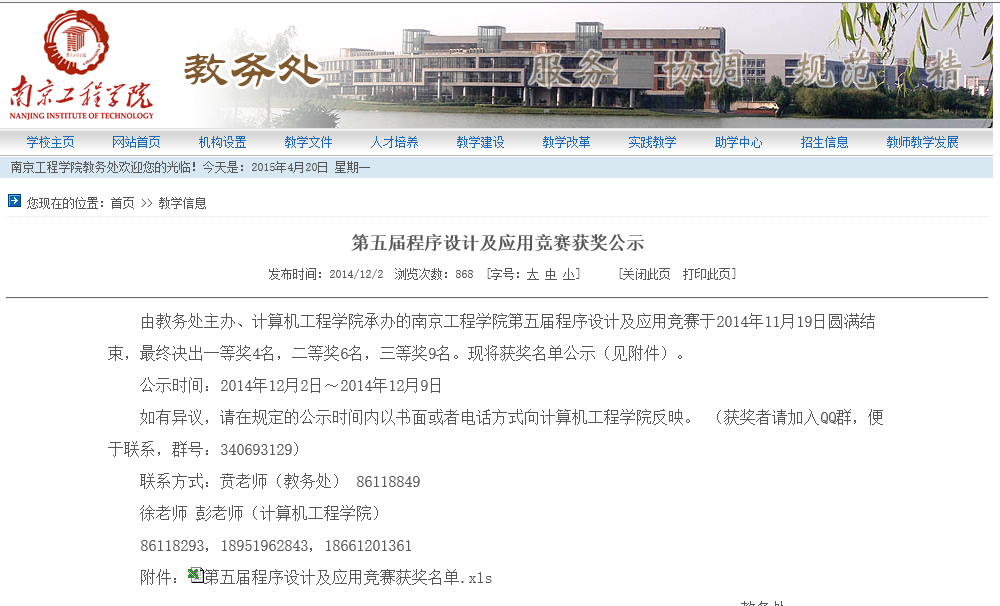 南京工程学院
NANJING INSTITUTE OF TECHNOLOGY
教务处
服务 协调 规范 精
学校主页 网站首页 机构设置 教学文件 人才培养 教学建设 教学改革 实践教学 助学中心 招生信息 教师教学发展
南京工程学院教务处欢迎您的光临！今天是：2015年4月20日 星期一
您现在的位置：首页 >> 教学信息
第五届程序设计及应用竞赛获奖公示
发布时间：2014/12/2 浏览次数：868 [字号：大 中 小] [关闭此页 打印此页]
由教务处主办、计算机工程学院承办的南京工程学院第五届程序设计及应用竞赛于2014年11月19日圆满结
束，最终决出一等奖4名，二等奖6名，三等奖9名。现将获奖名单公示（见附件）。
公示时间：2014年12月2日～2014年12月9日
如有异议，请在规定的公示时间内以书面或者电话方式向计算机工程学院反映。（获奖者请加入QQ群，便
于联系，群号：340693129）
联系方式：贲老师（教务处） 86118849
徐老师 彭老师（计算机工程学院）
86118293，18951962843，18661201361
附件：第五届程序设计及应用竞赛获奖名单.xls
教务处